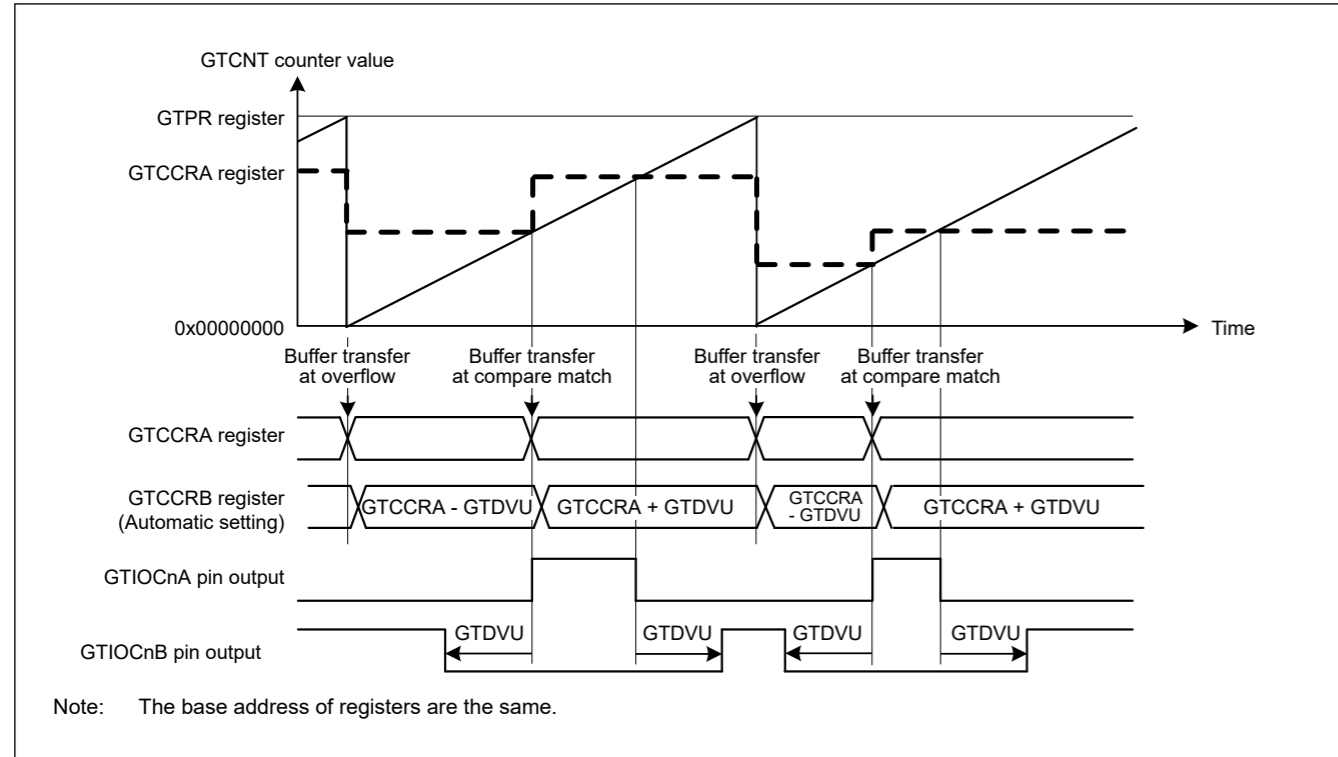 GTCNT counter value
GTPR register
GTCCRA register
0x00000000
Time
Buffer transfer
at overflow
Buffer transfer
at compare match
Buffer transfer
at overflow
Buffer transfer
at compare match
GTCCRA register
GTCCRB register
(Automatic setting)
GTCCRA - GTDVU
GTCCRA + GTDVU
GTCCRA
- GTDVU
GTCCRA + GTDVU
GTIOCnA pin output
GTIOCnB pin output
GTDVU
GTDVU
GTDVU
GTDVU
Note: The base address of registers are the same.